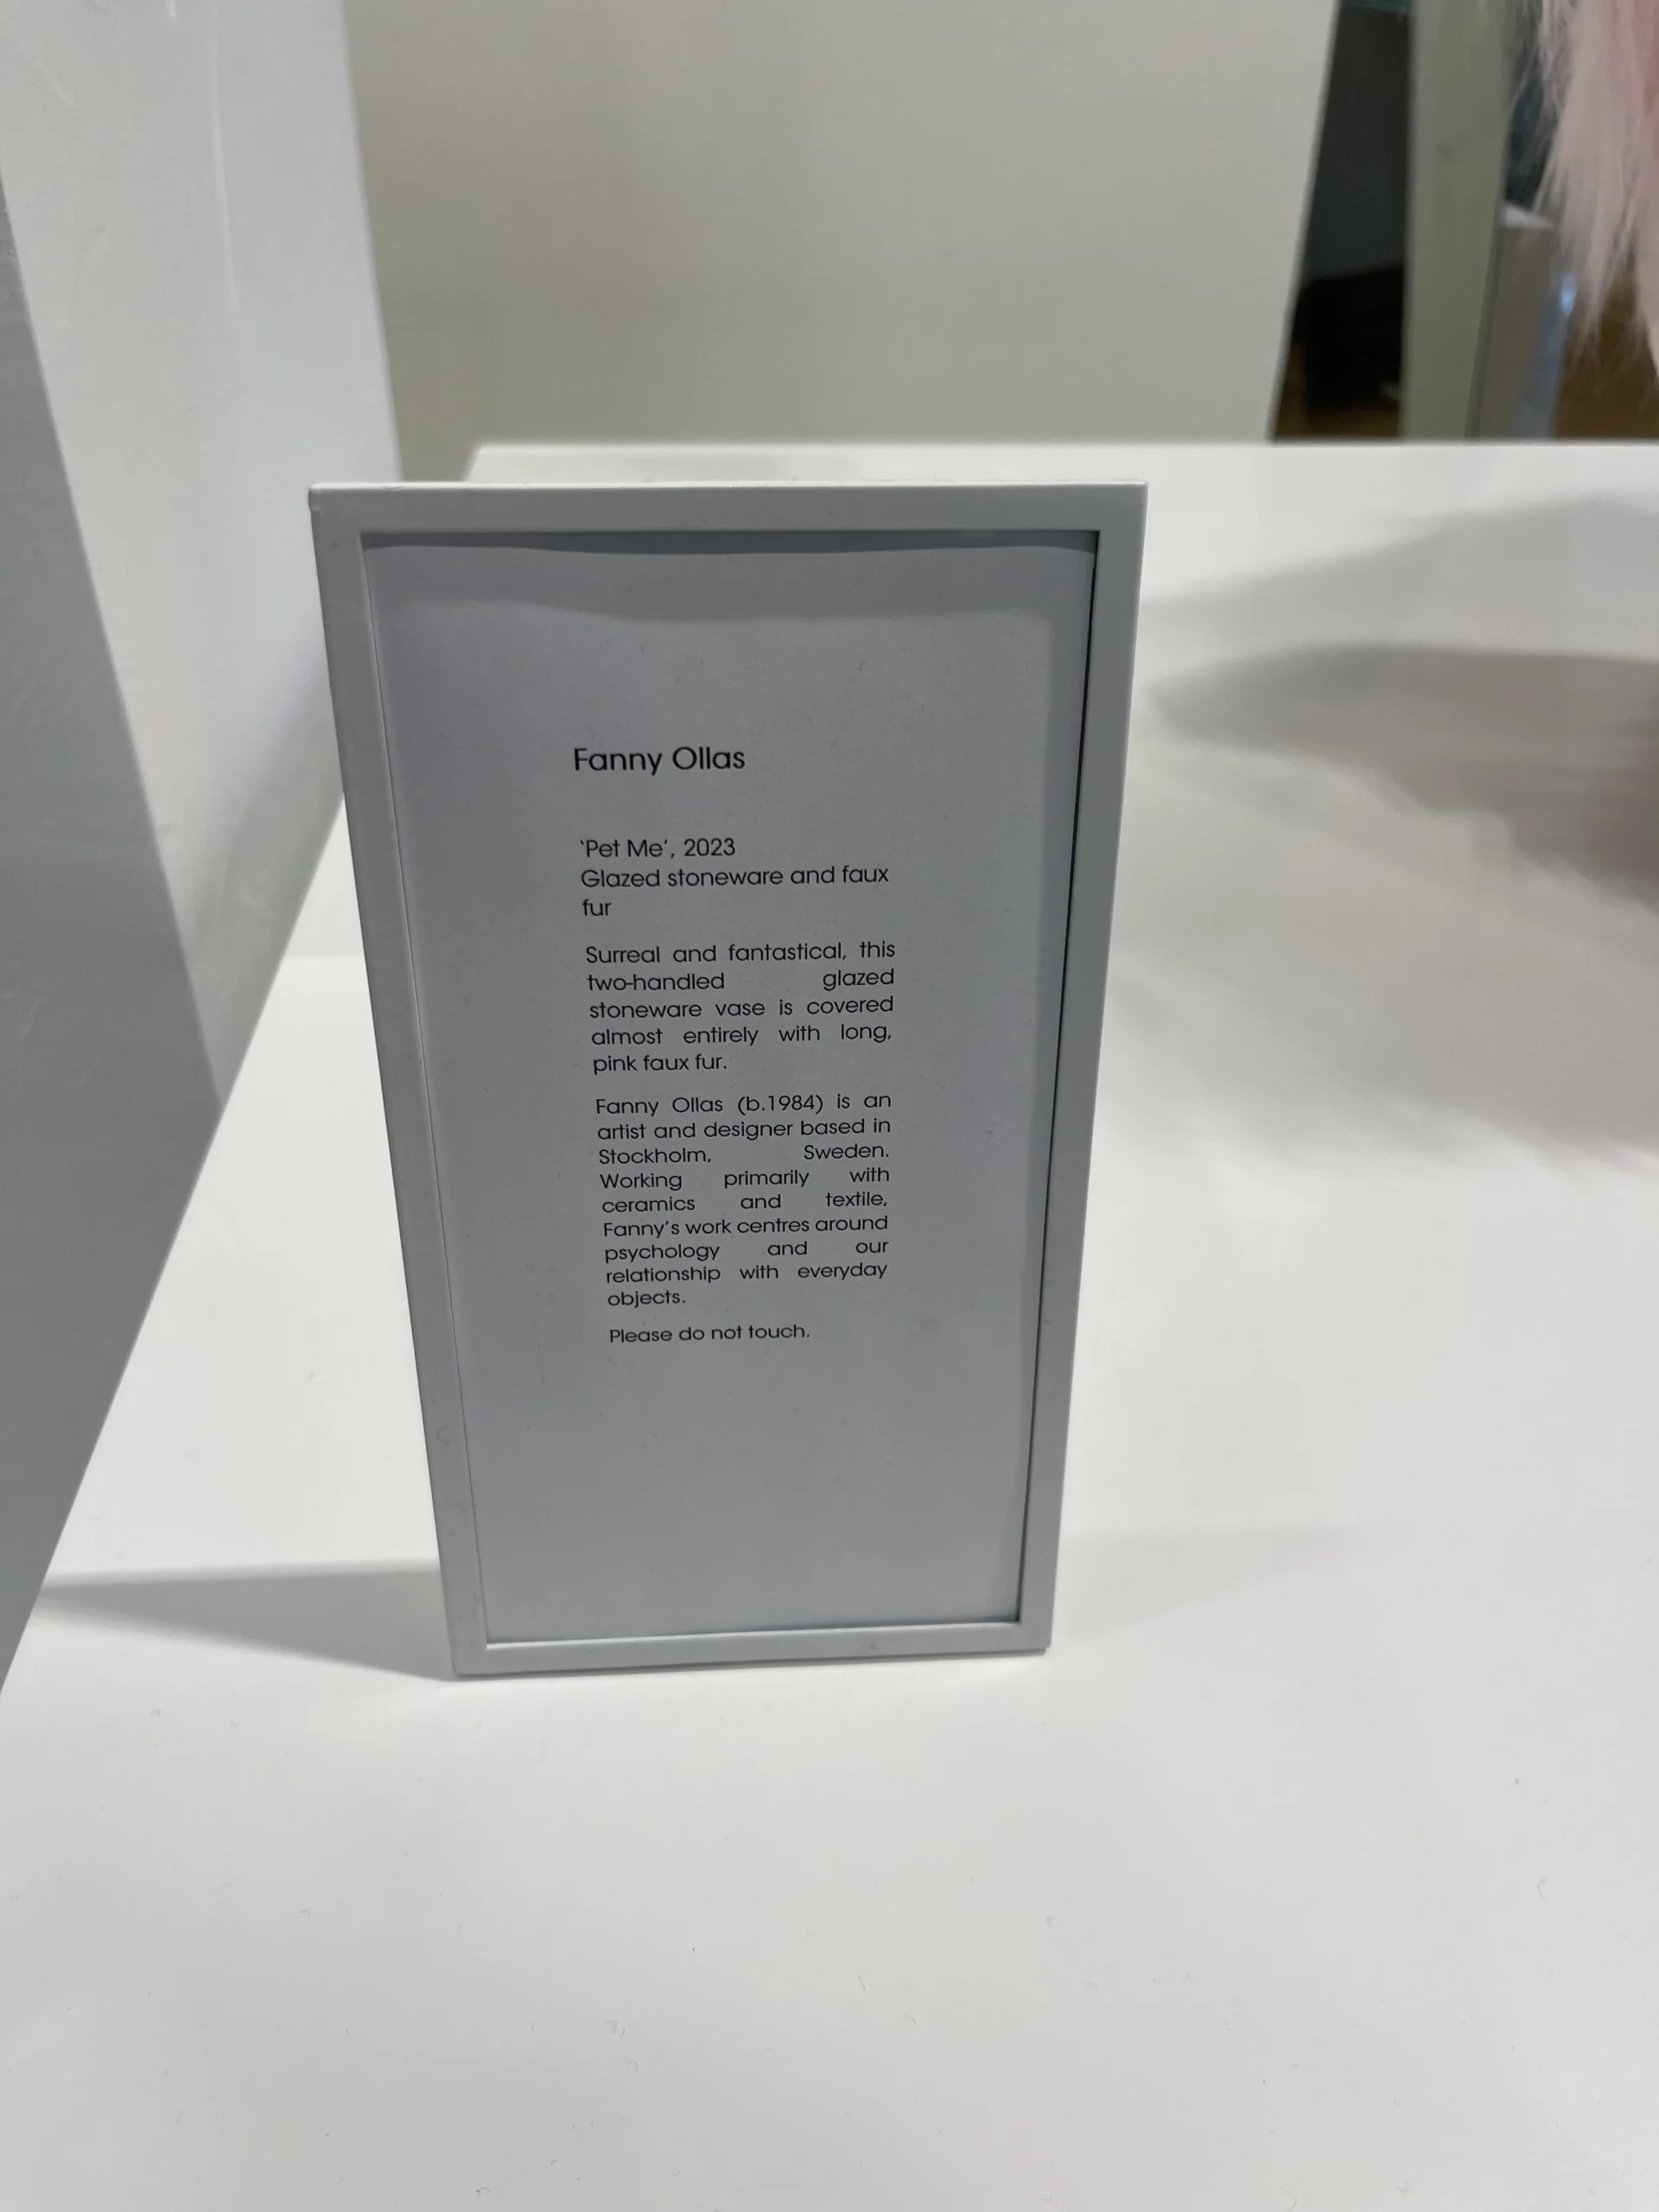 Fanny Ollas
‘Pet Me’, 2023
Glazed stoneware and faux
fur
Surreal and fantastical, this
two-handled glazed
stoneware vase is covered
almost entirely with long,
pink faux fur.
Fanny Ollas (b.1984) is an
artist and designer based in
Stockholm, Sweden.
Working primarily with
ceramics and textile,
Fanny’s work centres around
psychology and our
relationship with everyday
objects.
Please do not touch.